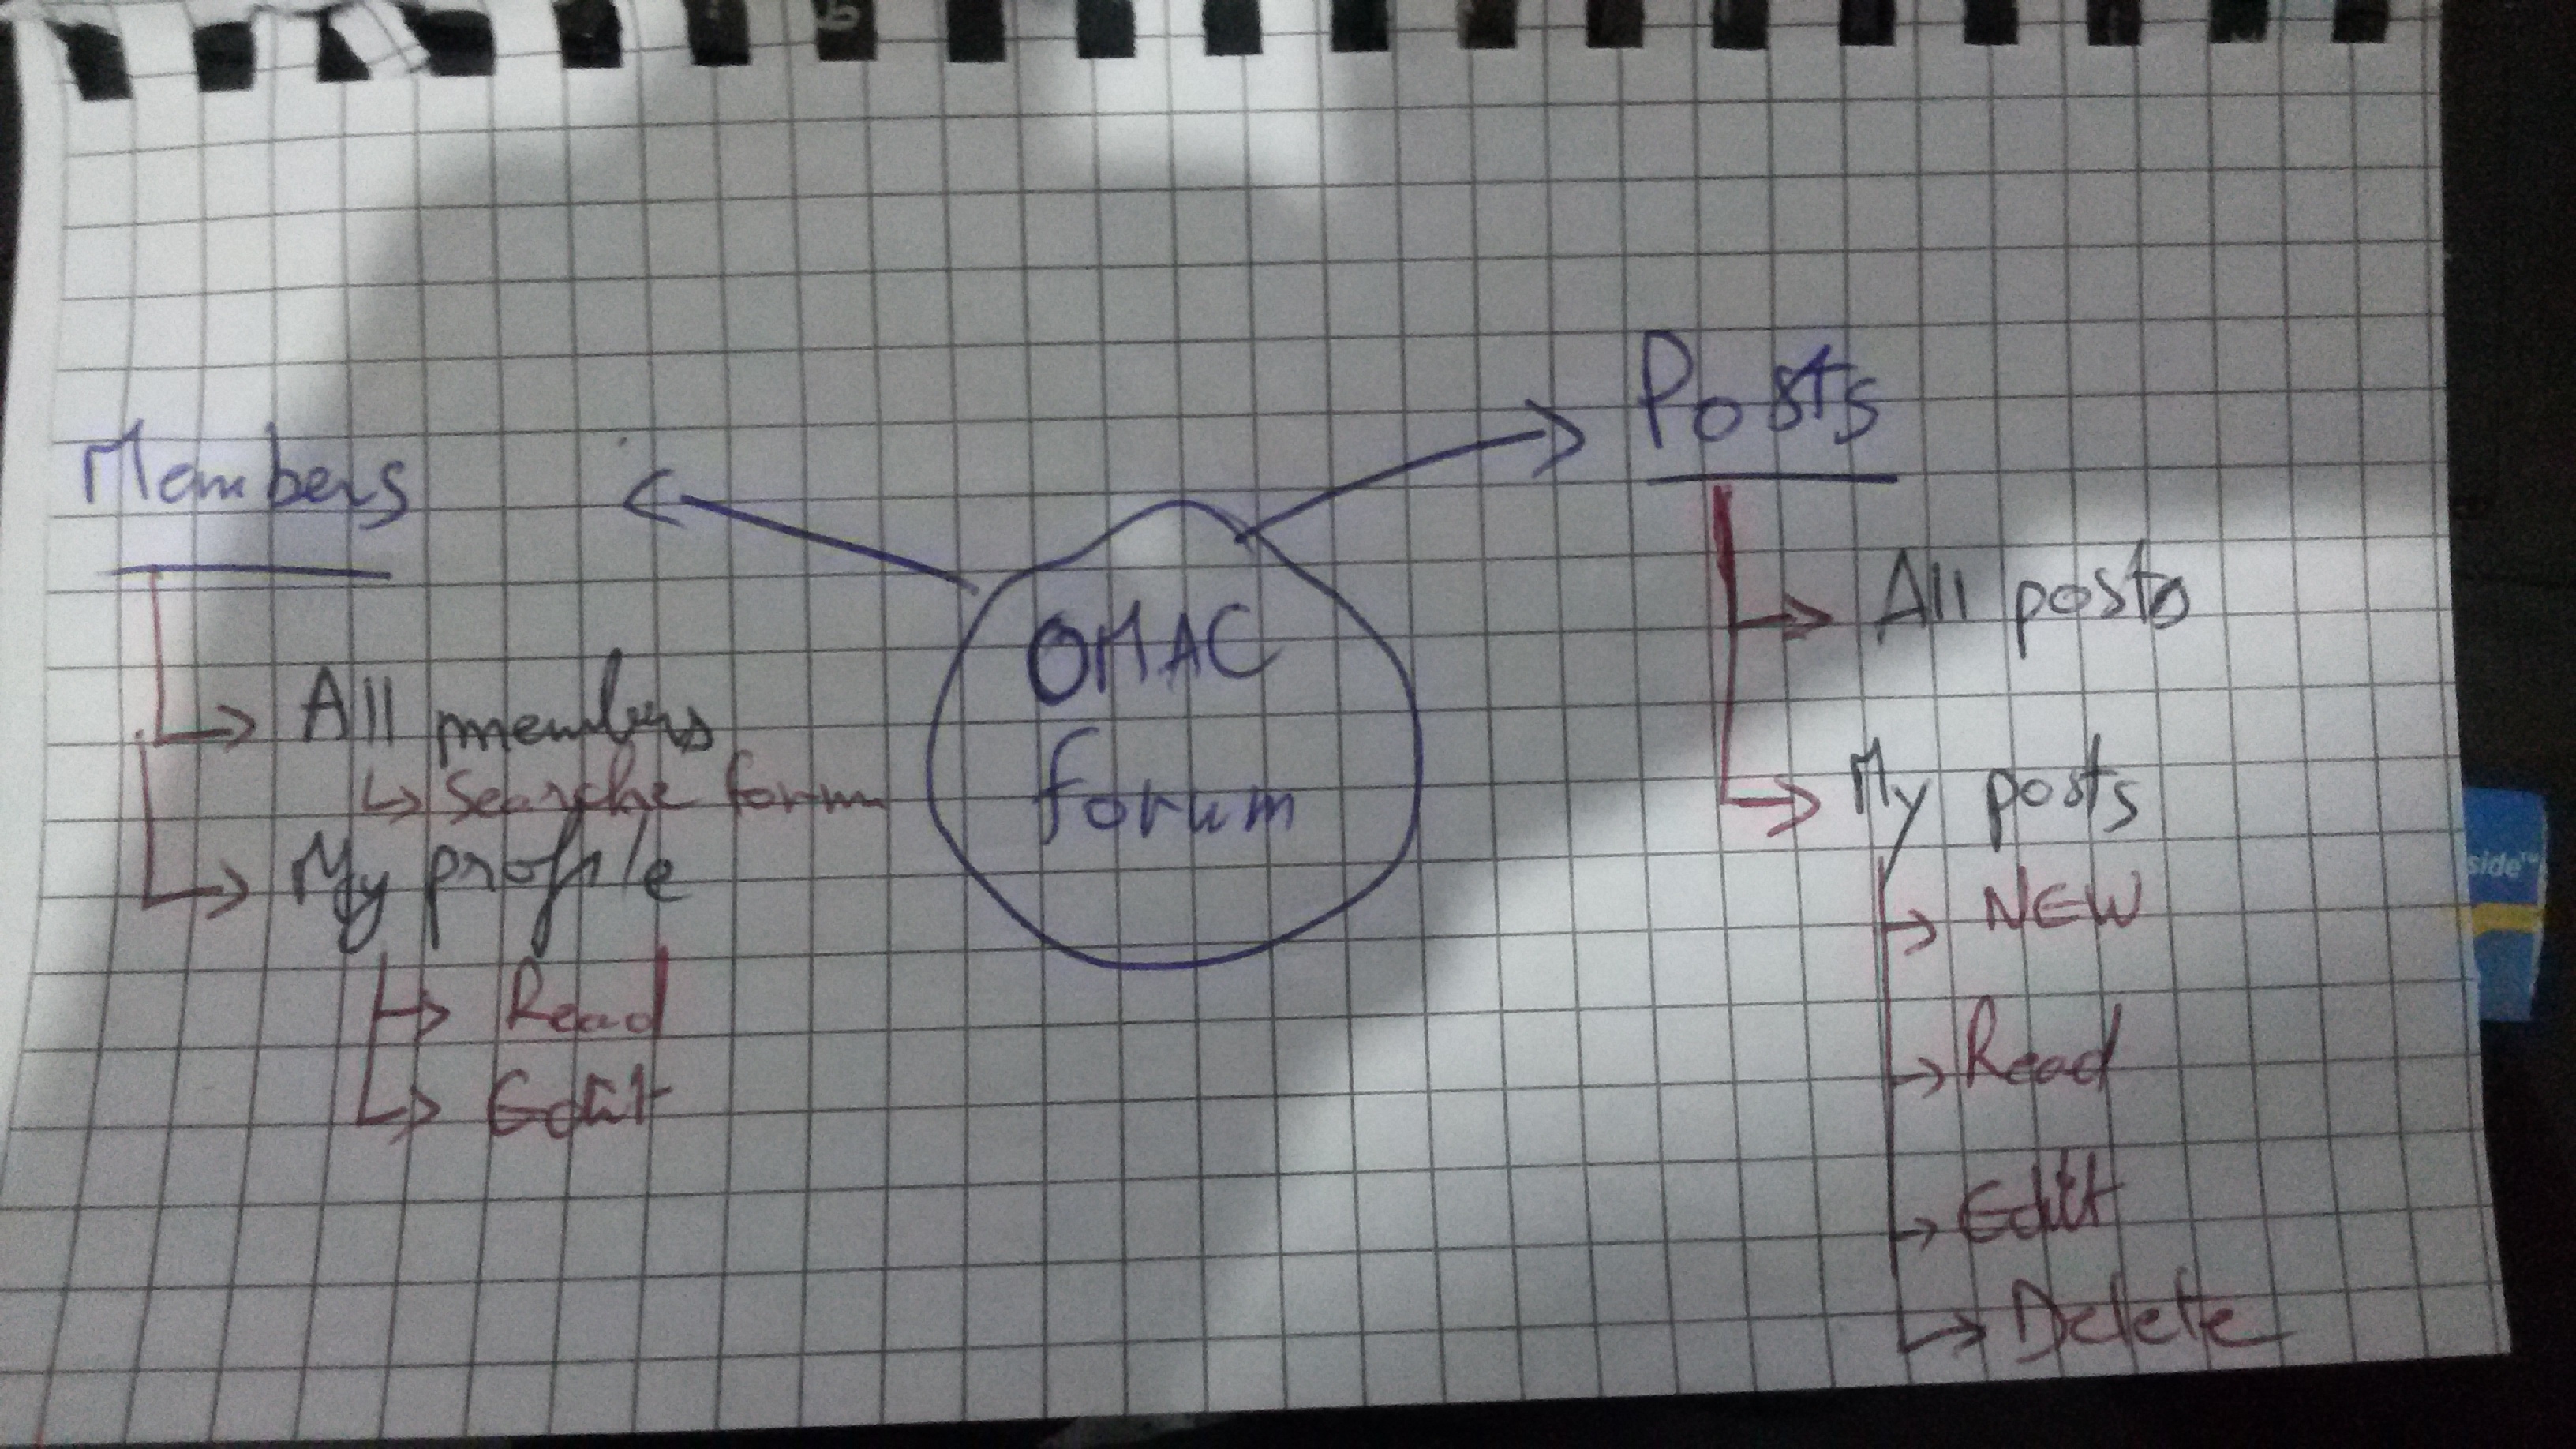 OMAC
forum
Members
All members
Searche form
My profile
Read
Edit
Posts
All posts
My posts
NEW
Read
Edit
Delete
side™